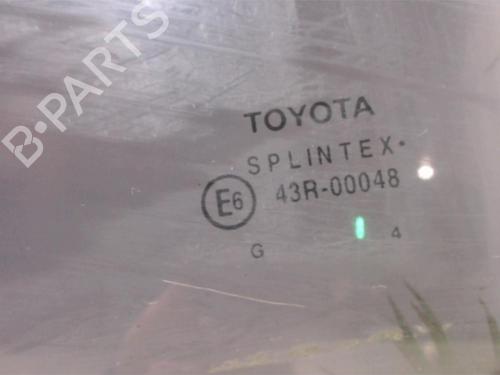 B-PARTS
TOYOTA
SPLINTEX·
E6 43R-00048
G 4